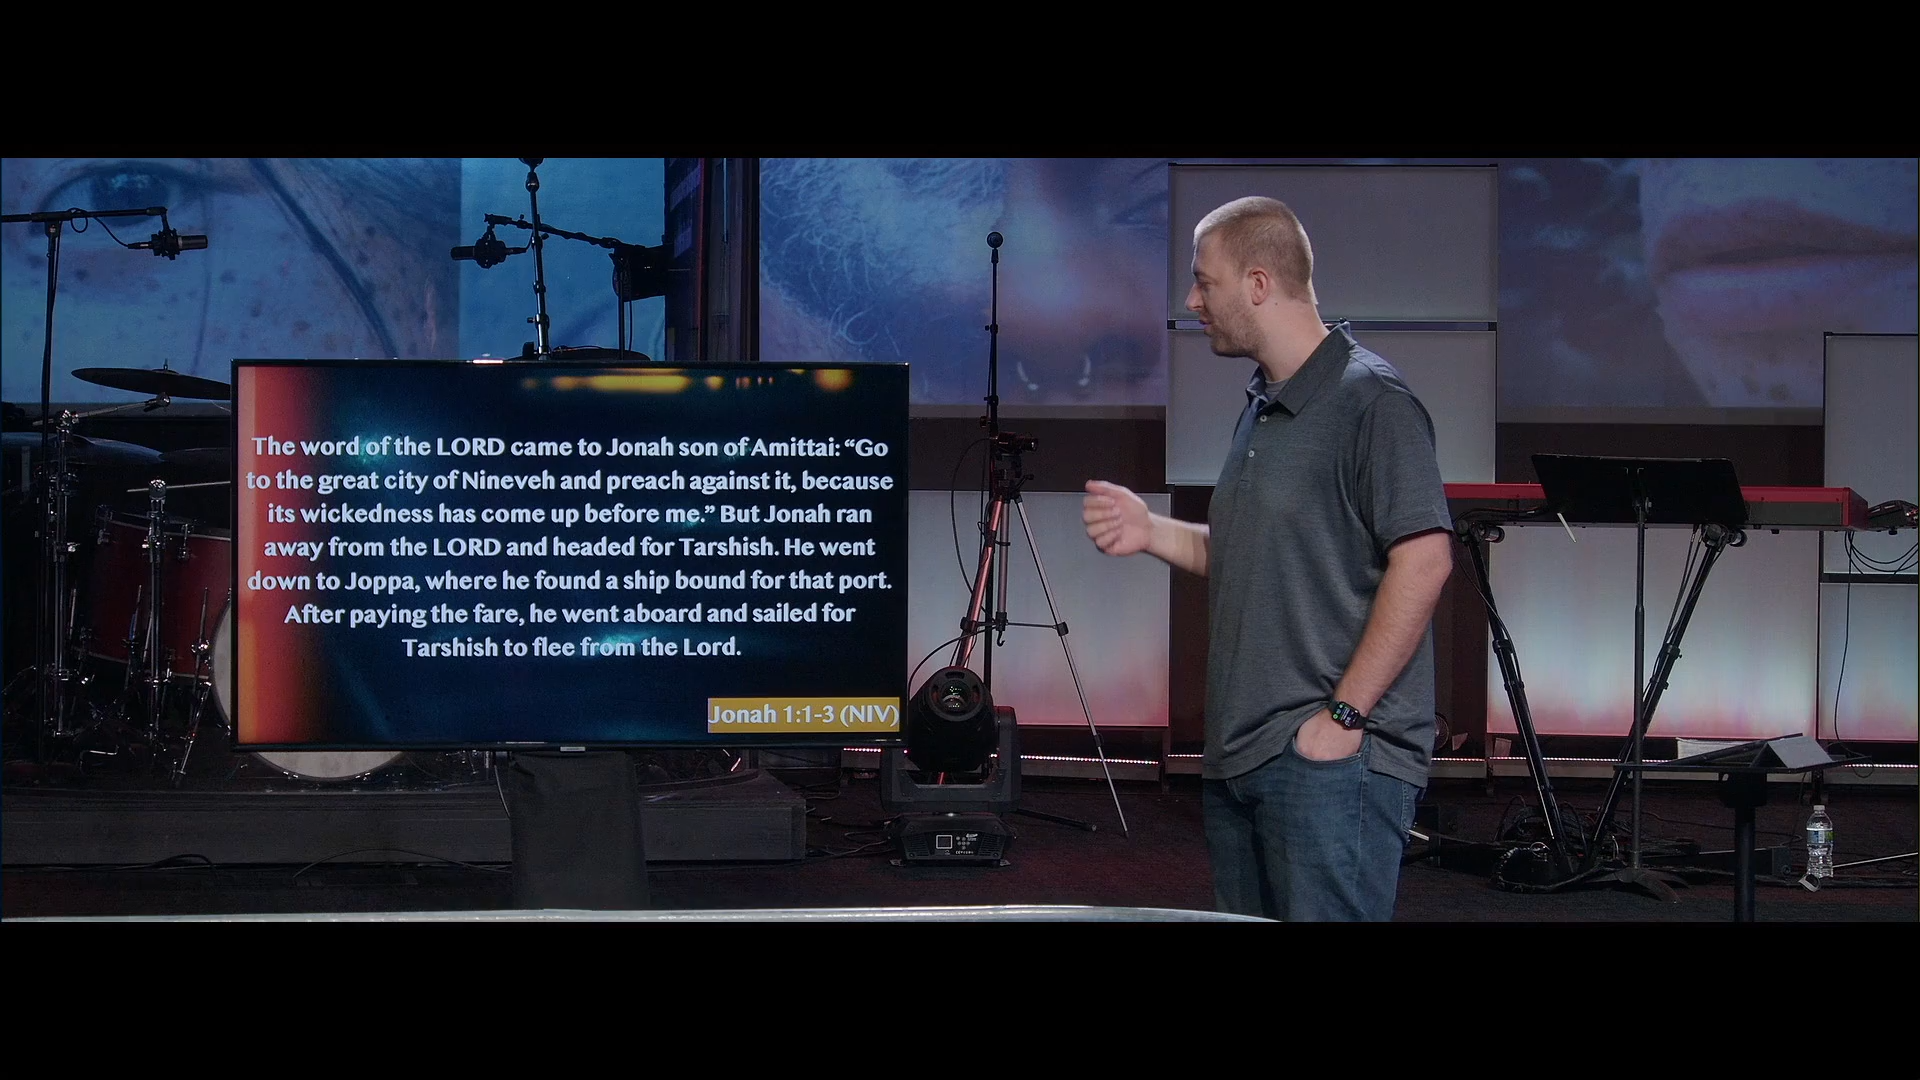 The word of the LORD came to Jonah son of Amittai: “Go
to the great city of Nineveh and preach against it, because
its wickedness has come up before me.” But Jonah ran
away from the LORD and headed for Tarshish. He went
down to Joppa, where he found a ship bound for that port.
After paying the fare, he went aboard and sailed for
Tarshish to flee from the Lord.
Jonah 1:1-3 (NIV)